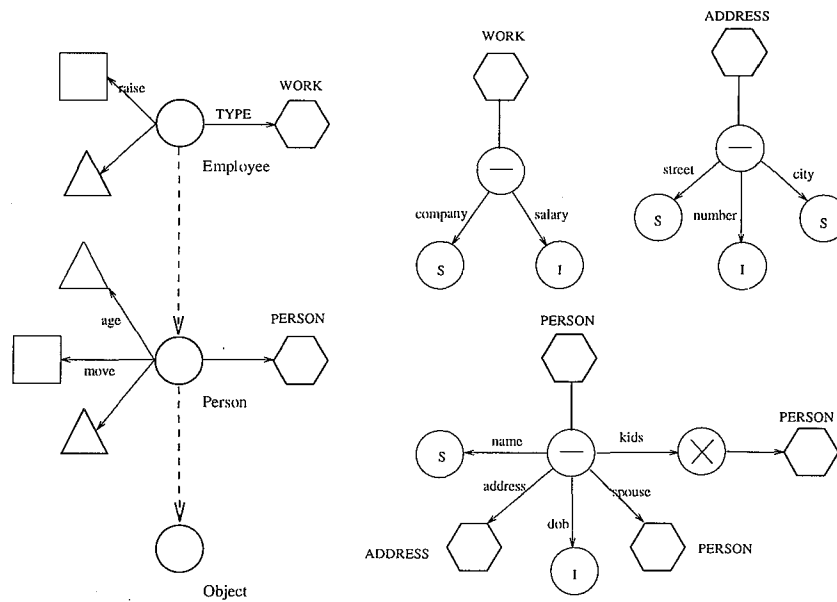 raise
TYPE
WORK
Employee
age
move
PERSON
Person
Object
WORK
company
salary
S
I
ADDRESS
street
number
city
S
I
S
PERSON
name
kids
PERSON
S
address
dob
spouse
ADDRESS
I
PERSON